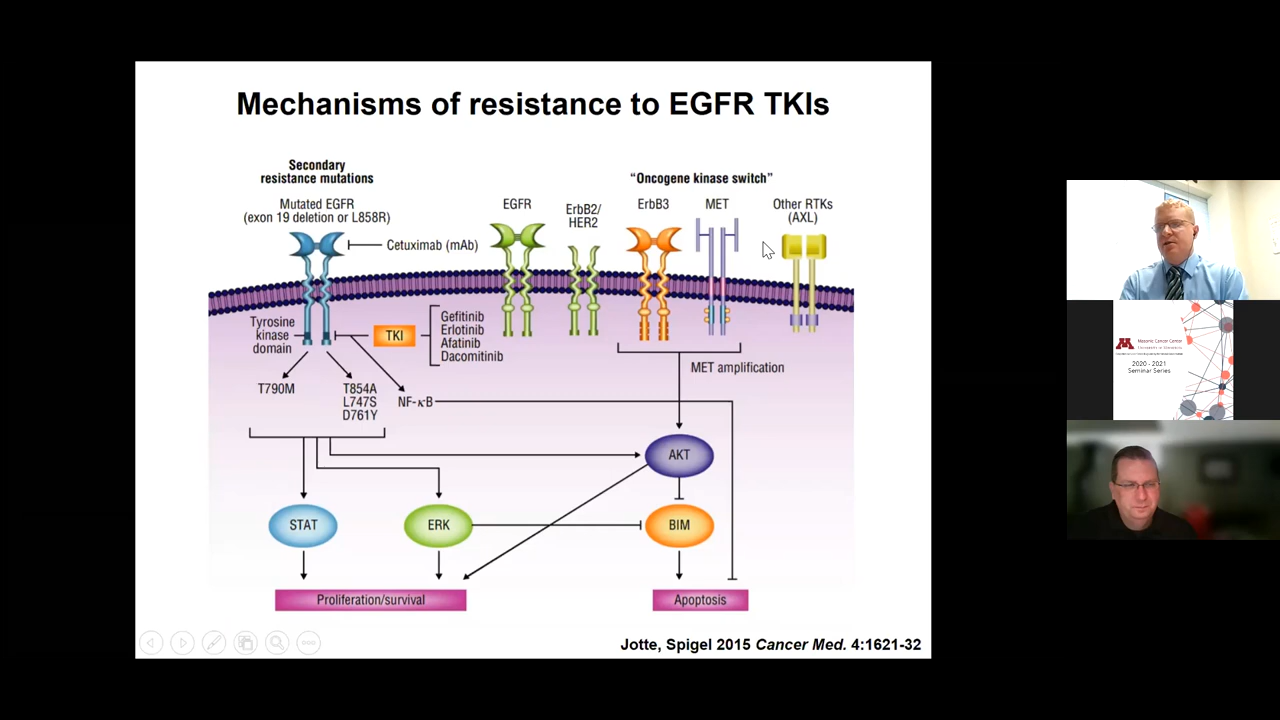 Mechanisms of resistance to EGFR TKIs
Secondary
resistance mutations
"Oncogene kinase switch"
Mutated EGFR
(exon 19 deletion or L858R)
EGFR
ErbB2/
HER2
ErbB3
MET
Other RTKs
(AXL)
Cetuximab (mAb)
Tyrosine
kinase
domain
TKI
Gefitinib
Erlotinib
Afatinib
Dacomitinib
MET amplification
T790M
T854A
L747S
D761Y
NF-κB
AKT
STAT
ERK
BIM
Proliferation/survival
Apoptosis
Jotte, Spigel 2015 Cancer Med. 4:1621-32
M
Masonic Cancer Center
2020 - 2021
Seminar Series